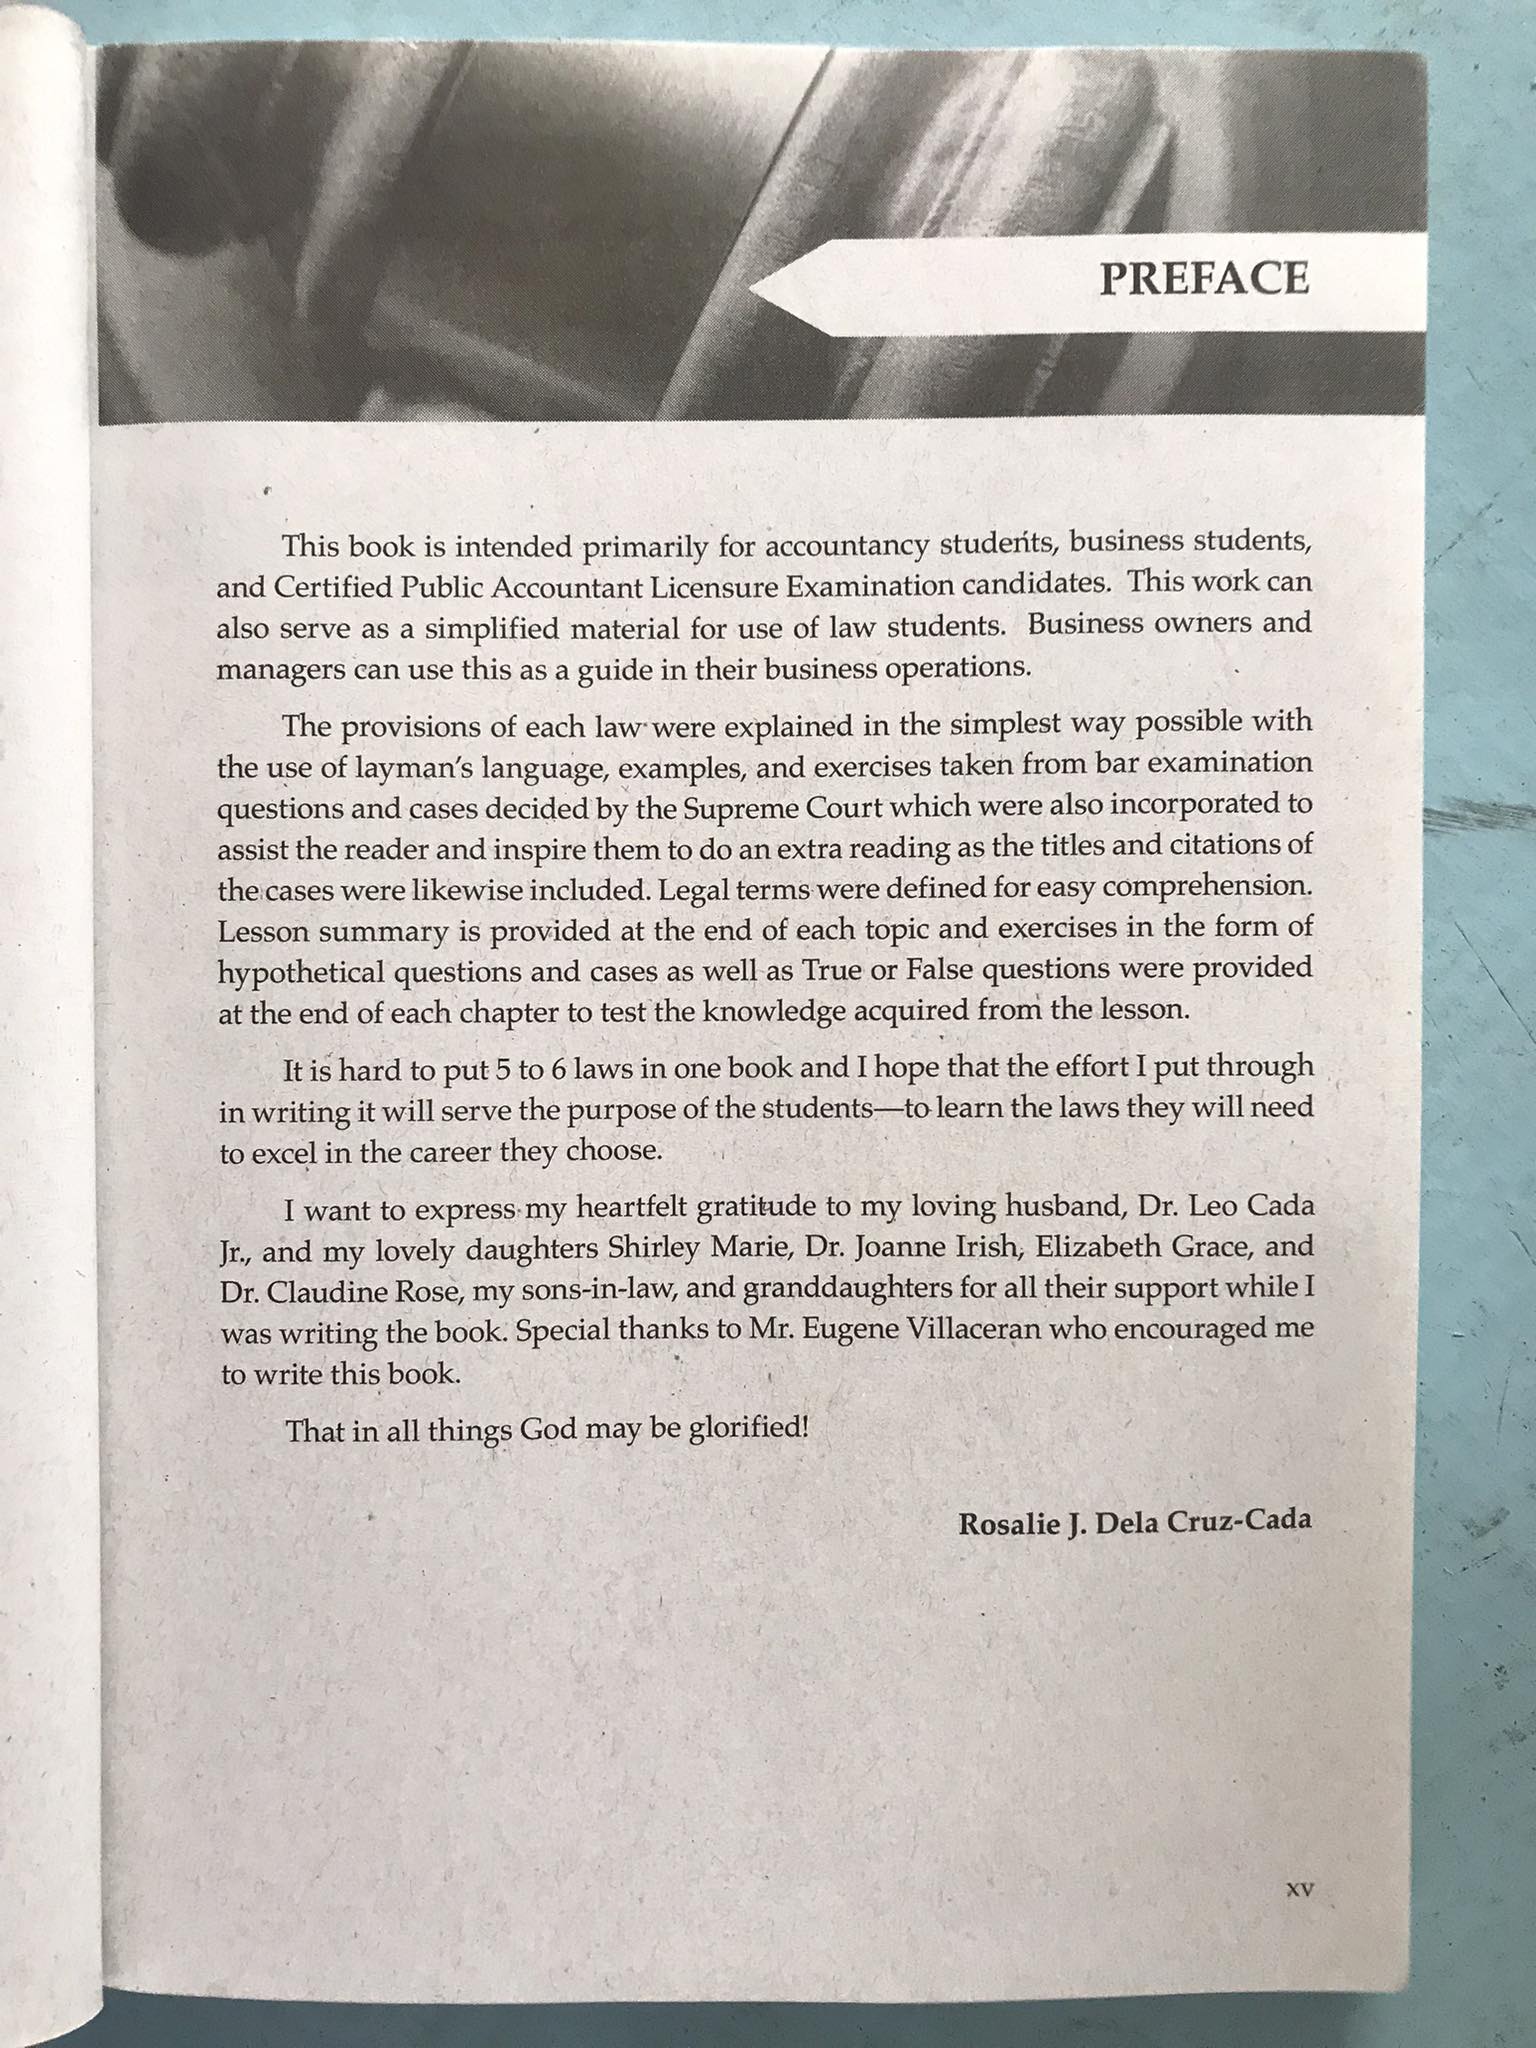 PREFACE
This book is intended primarily for accountancy students, business students,
and Certified Public Accountant Licensure Examination candidates. This work can
also serve as a simplified material for use of law students. Business owners and
managers can use this as a guide in their business operations.
The provisions of each law were explained in the simplest way possible with
the use of layman's language, examples, and exercises taken from bar examination
questions and cases decided by the Supreme Court which were also incorporated to
assist the reader and inspire them to do an extra reading as the titles and citations of
the cases were likewise included. Legal terms were defined for easy comprehension.
Lesson summary is provided at the end of each topic and exercises in the form of
hypothetical questions and cases as well as True or False questions were provided
at the end of each chapter to test the knowledge acquired from the lesson.
It is hard to put 5 to 6 laws in one book and I hope that the effort I put through
in writing it will serve the purpose of the students—to learn the laws they will need
to excel in the career they choose.
I want to express my heartfelt gratitude to my loving husband, Dr. Leo Cada
Jr., and my lovely daughters Shirley Marie, Dr. Joanne Irish, Elizabeth Grace, and
Dr. Claudine Rose, my sons-in-law, and granddaughters for all their support while I
was writing the book. Special thanks to Mr. Eugene Villaceran who encouraged me
to write this book.
That in all things God may be glorified!
Rosalie J. Dela Cruz-Cada
xv